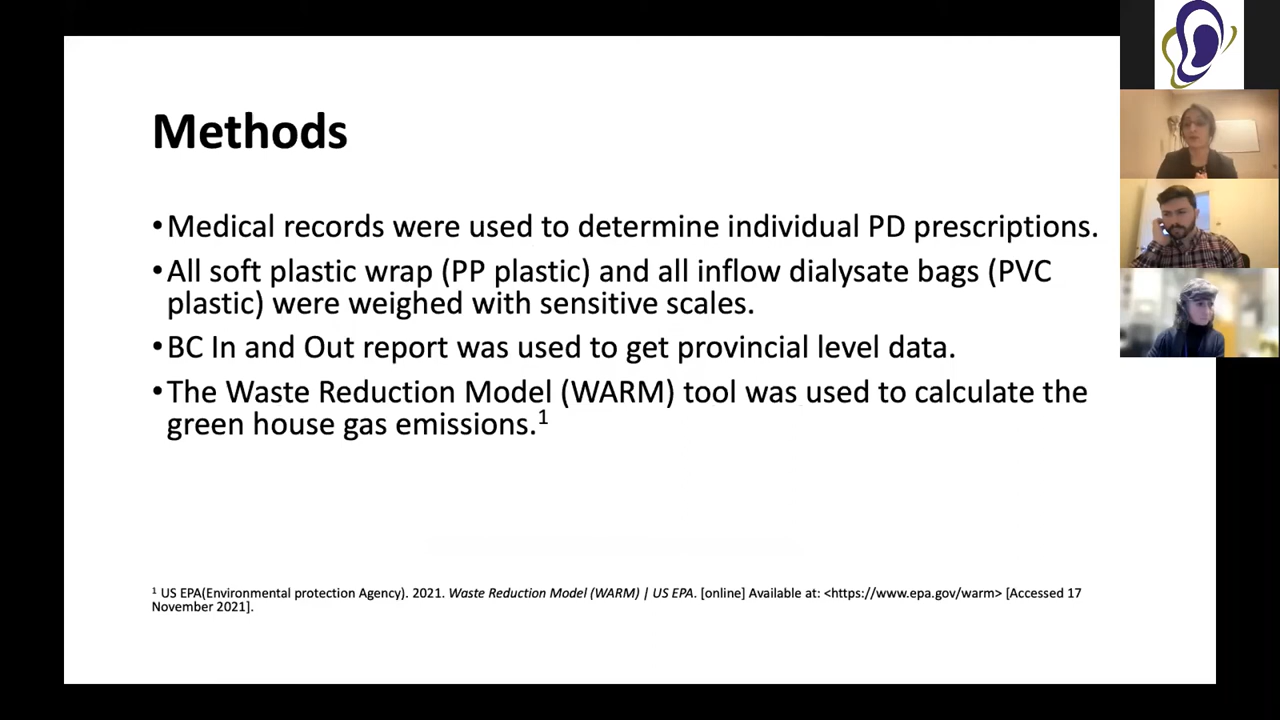 Methods
•Medical records were used to determine individual PD prescriptions.
•All soft plastic wrap (PP plastic) and all inflow dialysate bags (PVC
plastic) were weighed with sensitive scales.
•BC In and Out report was used to get provincial level data.
•The Waste Reduction Model (WARM) tool was used to calculate the
green house gas emissions.¹
¹ US EPA(Environmental protection Agency). 2021. Waste Reduction Model (WARM) | US EPA. [online] Available at: <https://www.epa.gov/warm> [Accessed 17
November 2021].